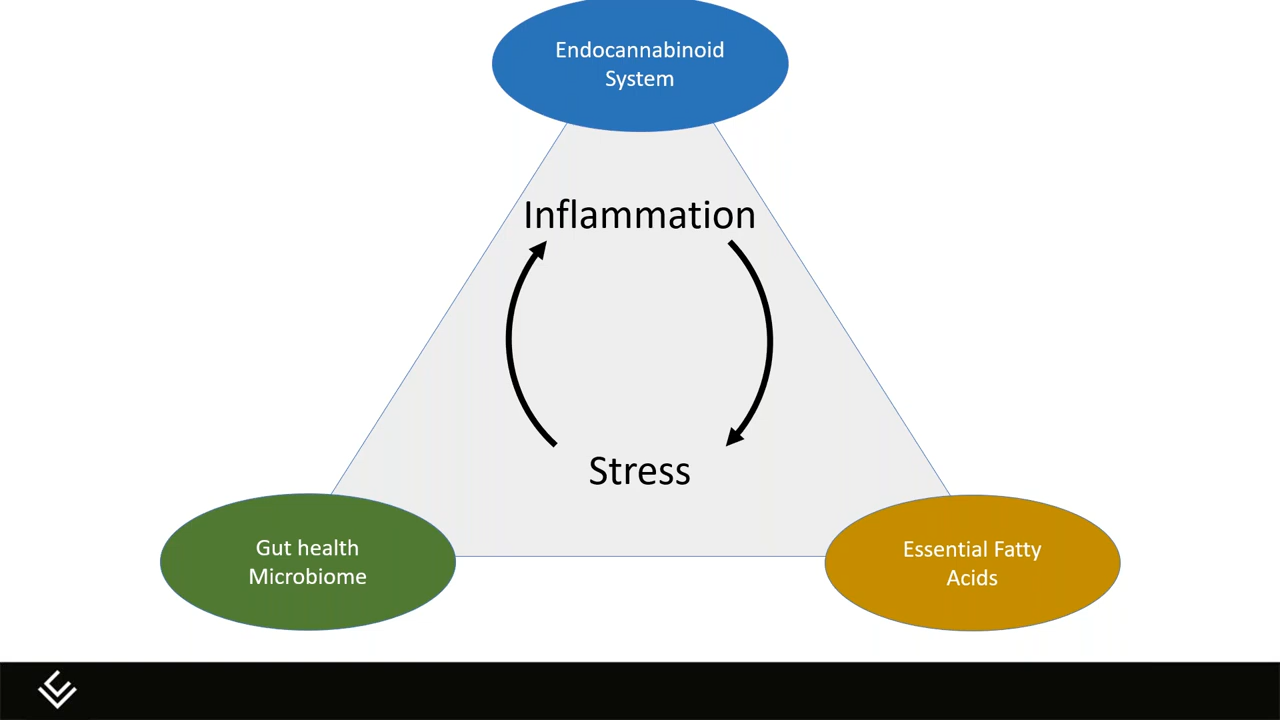 Endocannabinoid
System
Inflammation
Stress
Gut health
Microbiome
Essential Fatty
Acids